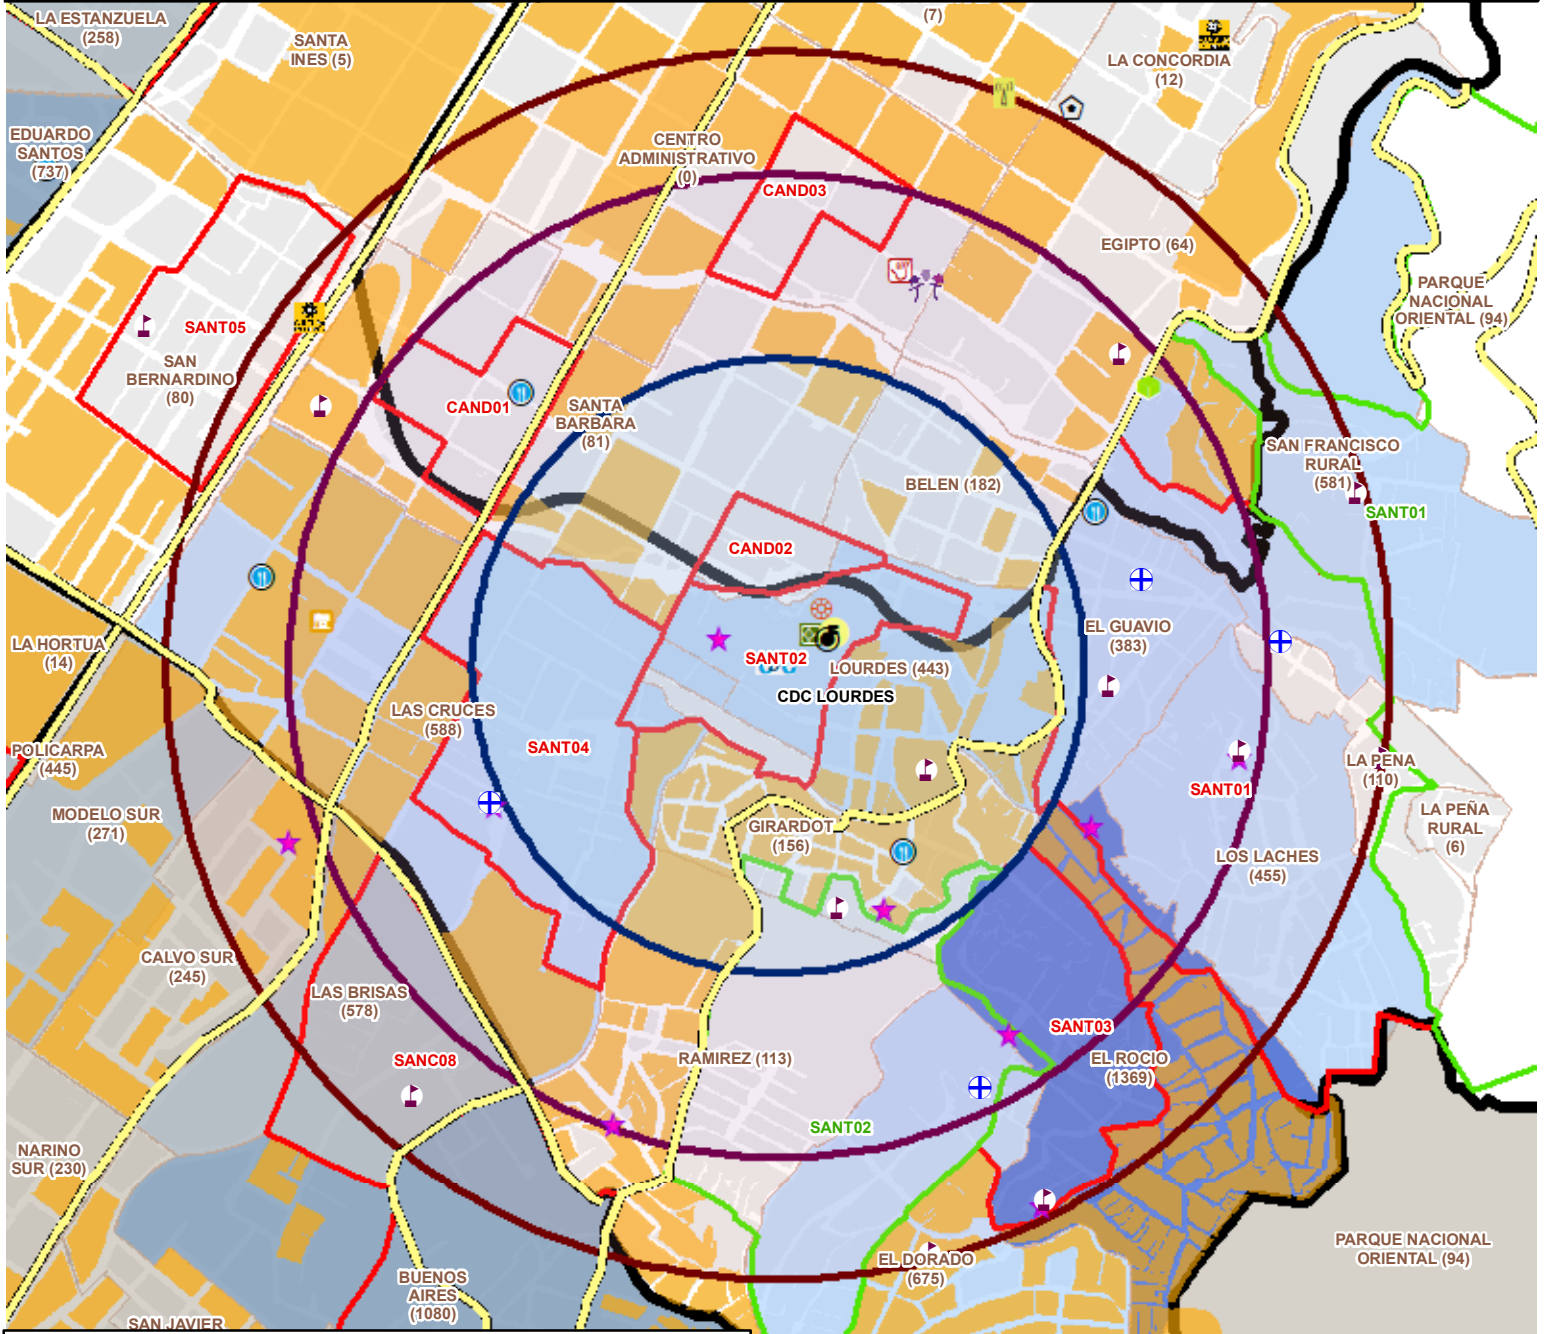 (7)
LA ESTANZUELA
(258)
SANTA
INES (5)
LA CONCORDIA
(12)
EDUARDO
SANTOS
(737)
CENTRO
ADMINISTRATIVO
(0)
CAND03
EGIPTO (64)
PARQUE
NACIONAL
ORIENTAL (94)
SANT05
SAN
BERNARDINO
(80)
CAND01
SANTA
BARBARA
(81)
SAN FRANCISCO
RURAL
(581)
BELEN (182)
SANT01
CAND02
EL GUAVIO
(383)
LA HORTUA
(14)
SANT02
LOURDES (443)
CDC LOURDES
LAS CRUCES
(588)
SANT04
POLICARPA
(445)
LA PENA
(110)
SANT01
MODELO SUR
(271)
GIRARDOT
(156)
LA PEÑA
RURAL
(6)
LOS LACHES
(455)
CALVO SUR
(245)
LAS BRISAS
(578)
SANT03
SANC08
RAMIREZ (113)
EL ROCIO
(1369)
SANT02
NARINO
SUR (230)
PARQUE NACIONAL
ORIENTAL (94)
EL DORADO
(675)
BUENOS
AIRES
(1080)
SAN JAVIER